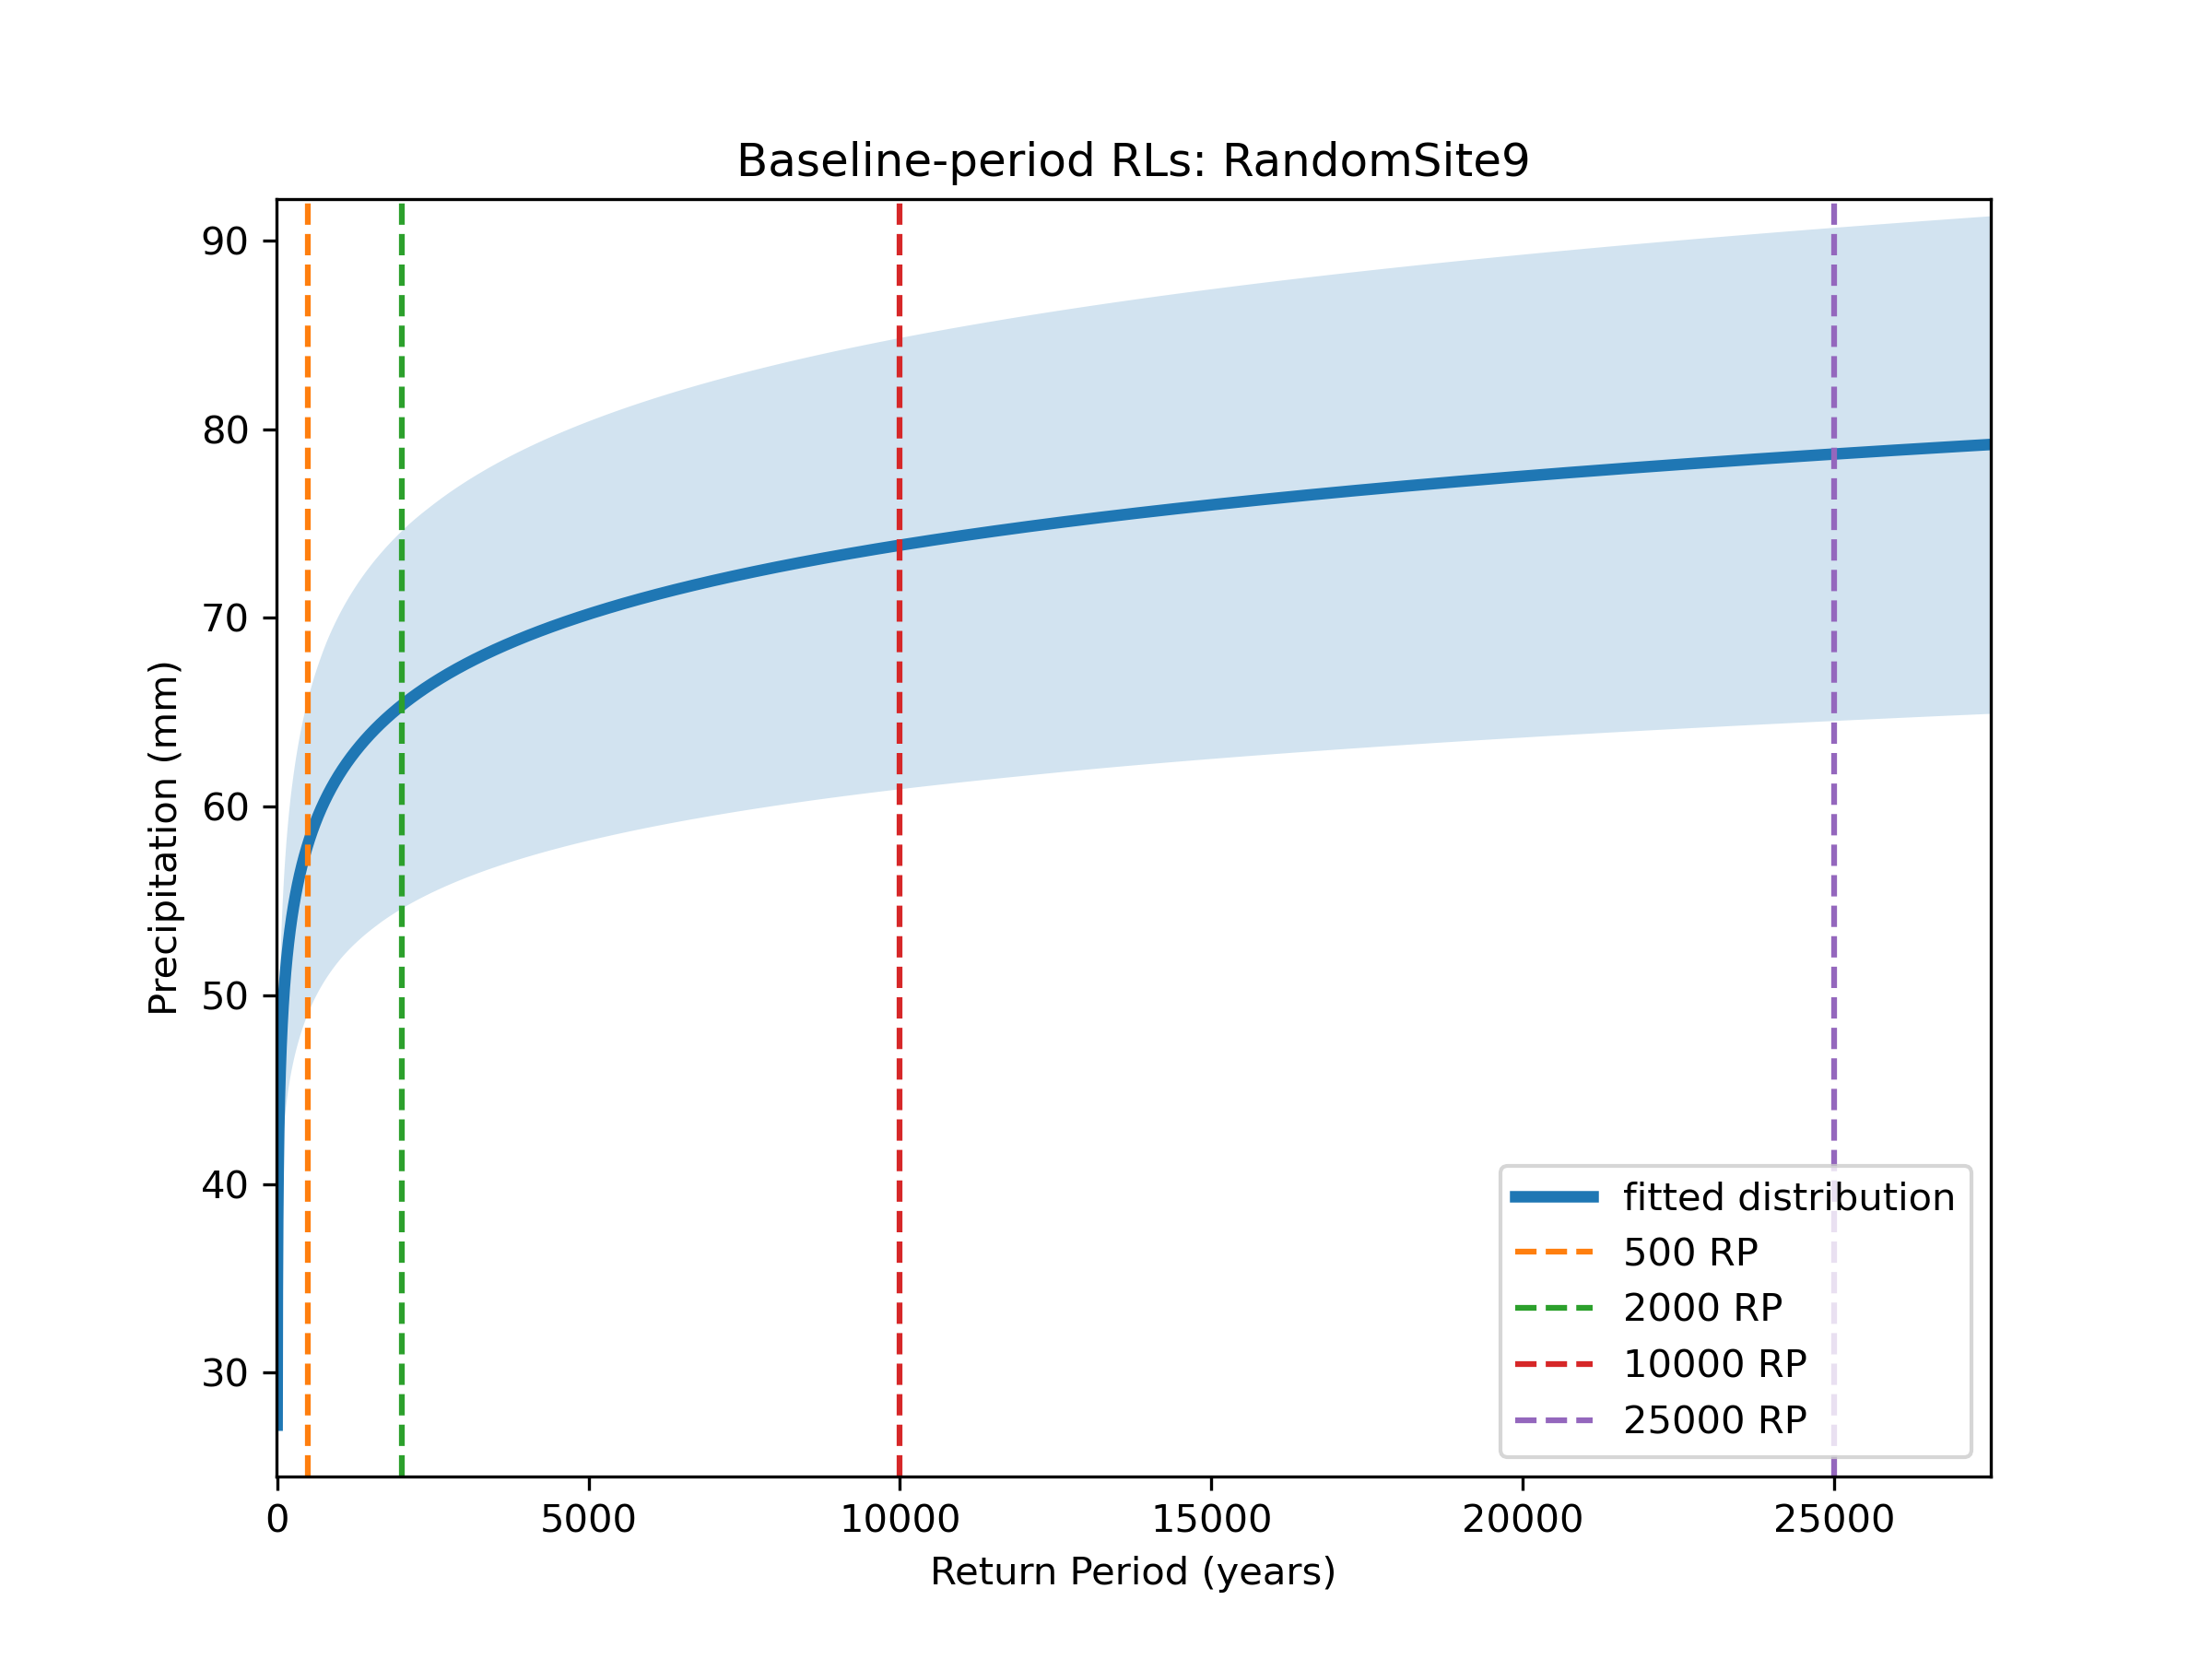 Baseline-period RLs: RandomSite9
90
80
70
60
50
40
30
Precipitation (mm)
fitted distribution
500 RP
2000 RP
10000 RP
25000 RP
0 5000 10000 15000 20000 25000
Return Period (years)